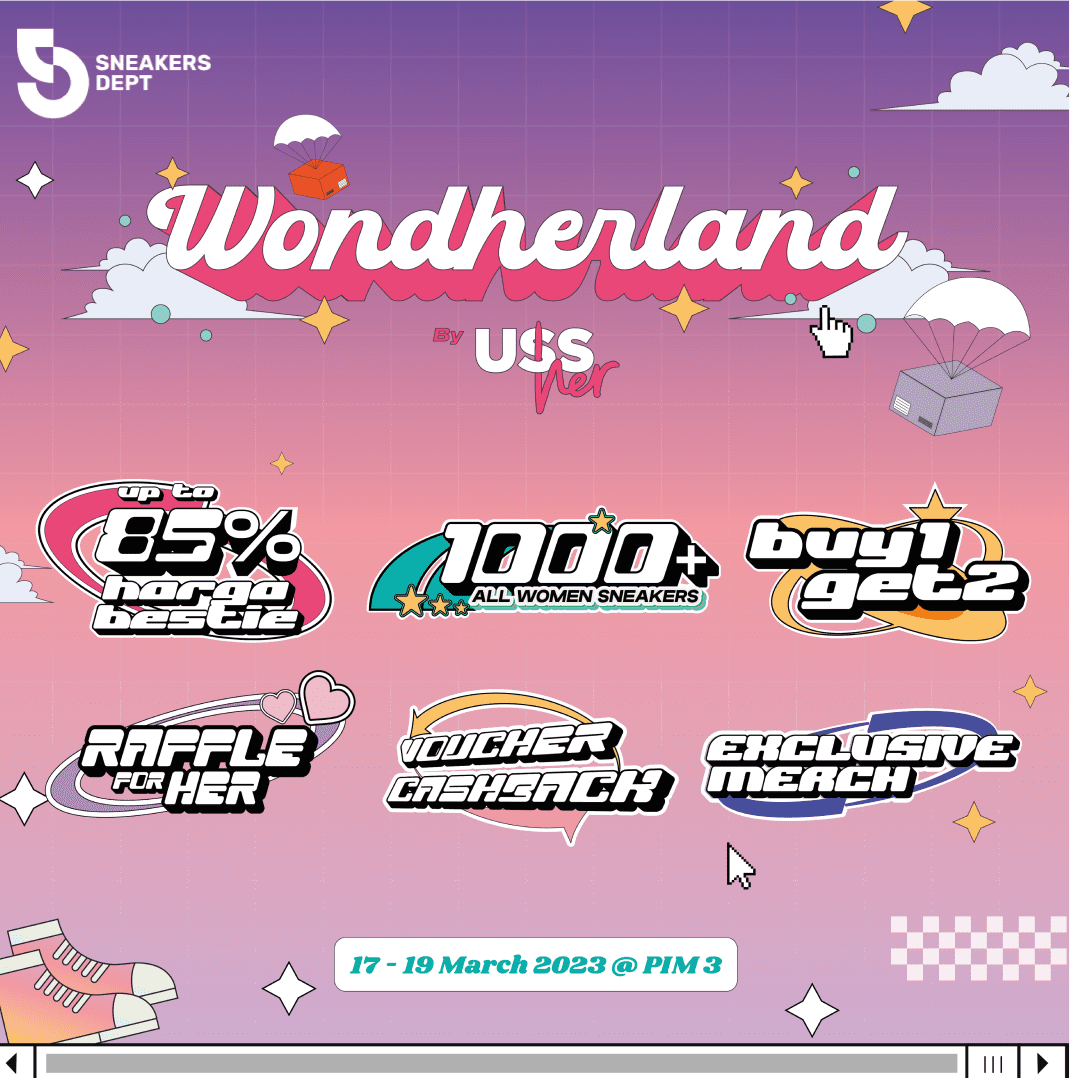 SNEAKERS
DEPT
Wondherland
By USS
her
up to
85%
harga
bestie
1000+
ALL WOMEN SNEAKERS
buy1
get2
RAFFLE
FOR HER
VOUCHER
CASHBACK
EXCLUSIVE
MERCH
17 - 19 March 2023 @ PIM 3